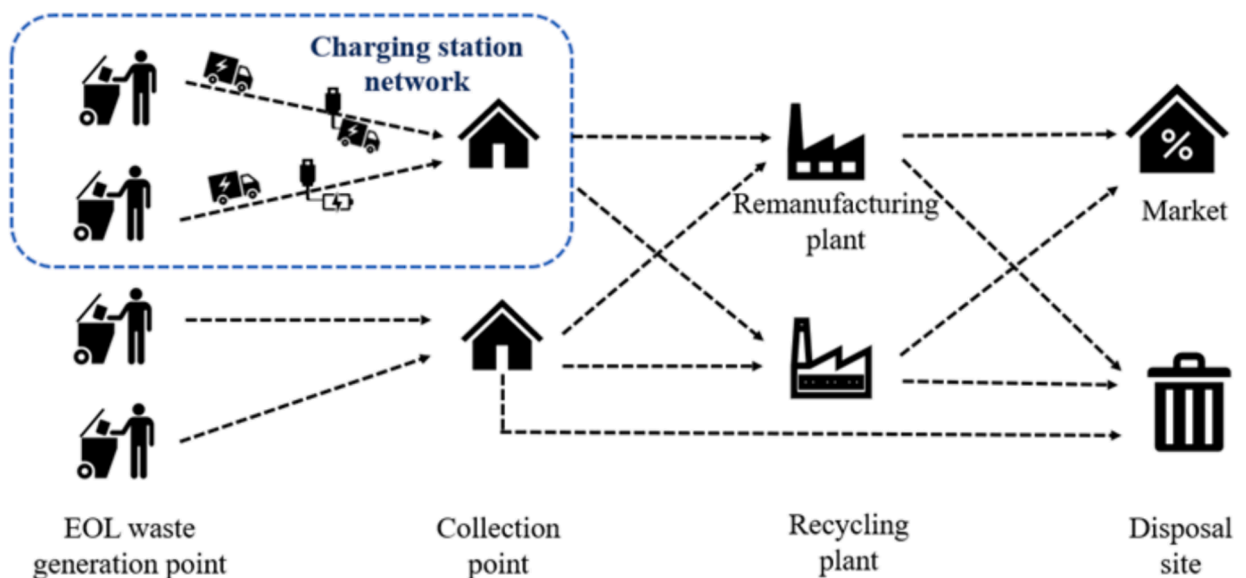 Charging station
network
Remanufacturing
plant
Market
EOL waste
generation point
Collection
point
Recycling
plant
Disposal
site